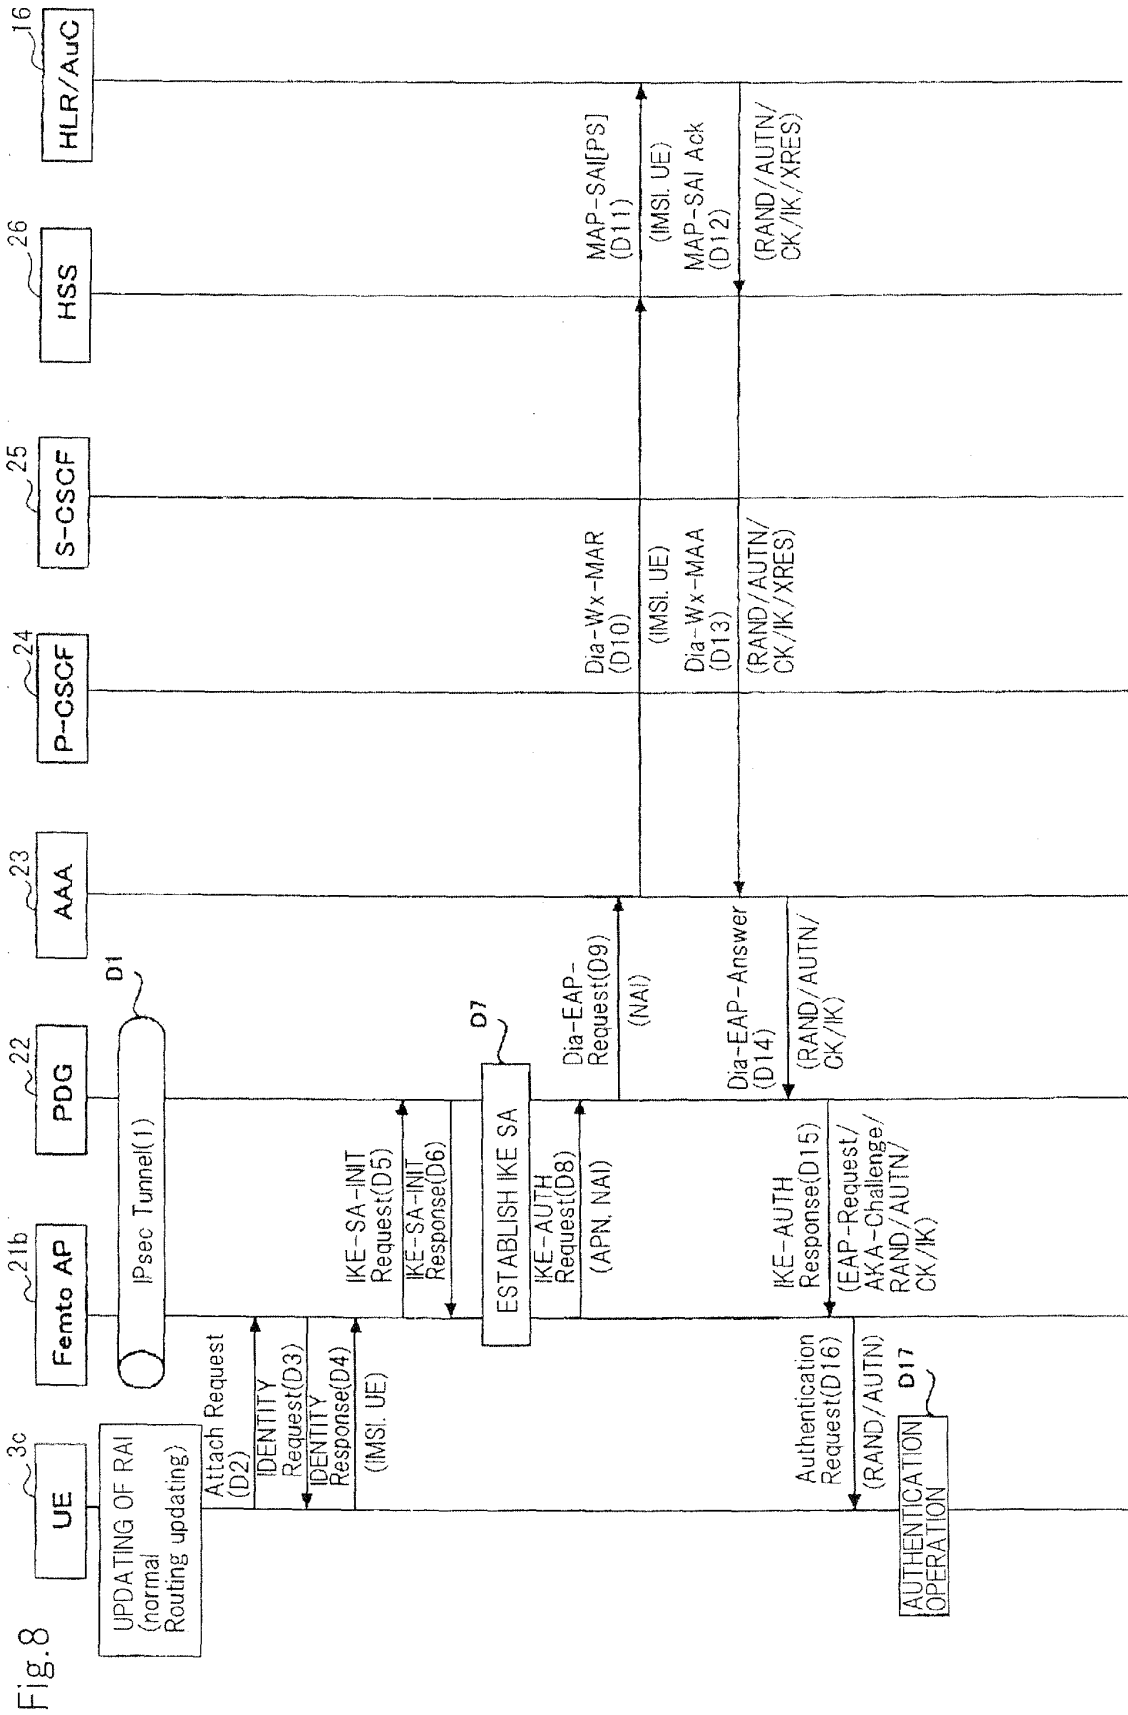 Fig.8
UE
3c
Femto AP
21b
PDG
22
AAA
23
P-CSCF
24
S-CSCF
25
HSS
26
HLR/AuC
16
UPDATING OF RAI
(normal
Routing updating)
IPsec Tunnel(1)
D1
Attach Request
(D2)
IDENTITY
Request(D3)
IDENTITY
Response(D4)
(IMSI. UE)
IKE-SA-INIT
Request(D5)
IKE-SA-INIT
Response(D6)
ESTABLISH IKE SA
D7
IKE-AUTH
Request(D8)
(APN. NAI)
Dia-EAP-
Request(D9)
(NAI)
Dia-Wx-MAR
(D10)
(IMSI. UE)
MAP-SAI[PS]
(D11)
(IMSI. UE)
MAP-SAI Ack
(D12)
(RAND/AUTN/
CK/IK/XRES)
Dia-Wx-MAA
(D13)
(RAND/AUTN/
CK/IK/XRES)
Dia-EAP-Answer
(D14)
(RAND/AUTN/
CK/IK)
IKE-AUTH
Response(D15)
(EAP-Request/
AKA-Challenge/
RAND/AUTN/
CK/IK)
Authentication
Request(D16)
(RAND/AUTN)
AUTHENTICATION
OPERATION
D17